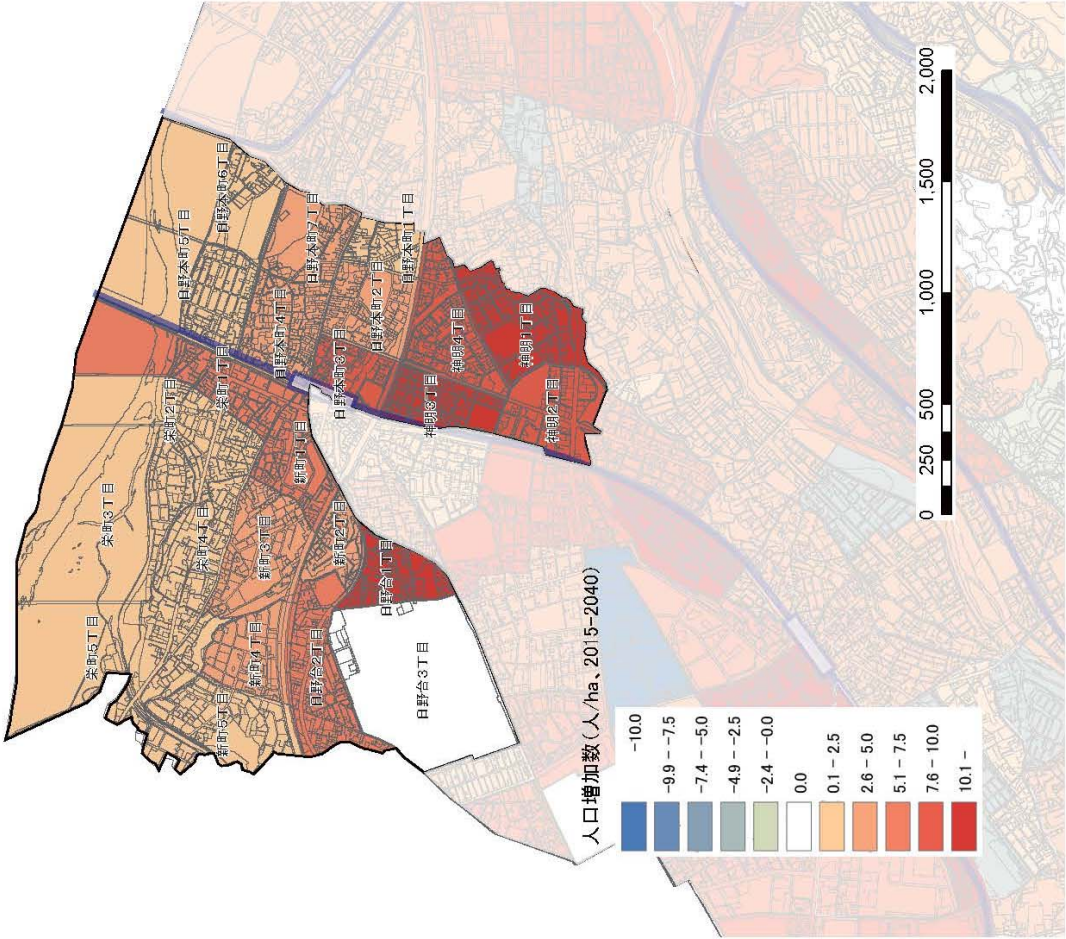 栄町5丁目
栄町3丁目
栄町2丁目
栄町4丁目
栄町1丁目
新町5丁目
新町4丁目
新町3丁目
新町1丁目
新町2丁目
日野台2丁目
日野台1丁目
日野台3丁目
日野本町5丁目
日野本町6丁目
日野本町7丁目
日野本町4丁目
日野本町2丁目
日野本町1丁目
日野本町3丁目
神明4丁目
神明3丁目
神明1丁目
神明2丁目
人口増加数(人/ha、2015-2040)
-10.0
-9.9 - -7.5
-7.4 - -5.0
-4.9 - -2.5
-2.4 - -0.0
0.0
0.1 - 2.5
2.6 - 5.0
5.1 - 7.5
7.6 - 10.0
10.1 -
0 250 500 1,000 1,500 2,000